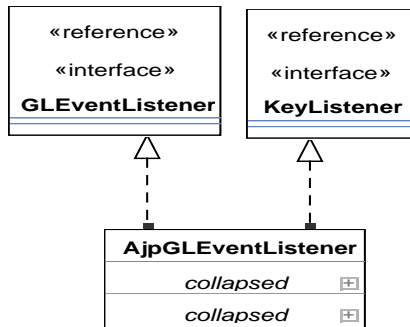 «reference»
«interface»
GLEventListener
«reference»
«interface»
KeyListener
AjpGLEventListener
collapsed
collapsed